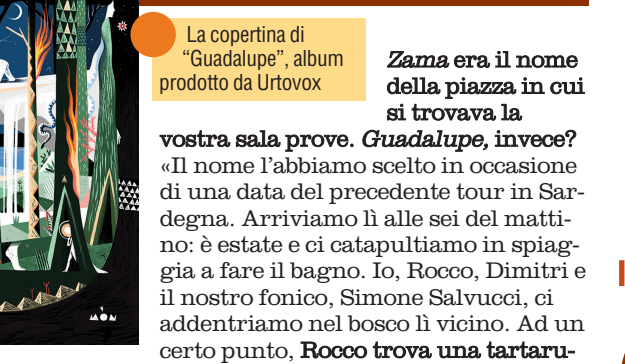 La copertina di
"Guadalupe", album
prodotto da Urtovox
Zama era il nome
della piazza in cui
si trovava la
vostra sala prove. Guadalupe, invece?
«Il nome l'abbiamo scelto in occasione
di una data del precedente tour in Sar-
degna. Arriviamo lì alle sei del matti-
no: è estate e ci catapultiamo in spiag-
gia a fare il bagno. Io, Rocco, Dimitri e
il nostro fonico, Simone Salvucci, ci
addentriamo nel bosco lì vicino. Ad un
certo punto, Rocco trova una tartaru-